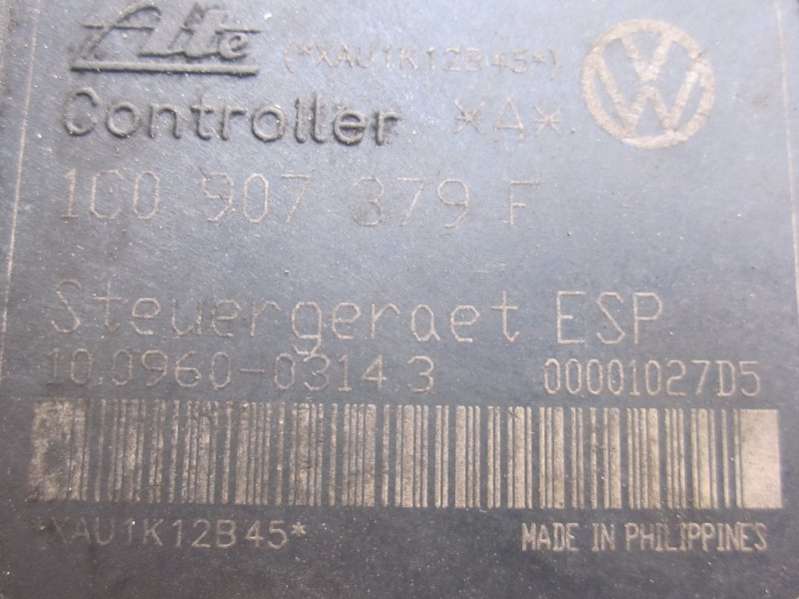 Ate (*XAU1K12B45*)
Controller *A*
1C0 907 379 F
Steuergeraet ESP
10.0960-0314.3 00001027D5
*XAU1K12B45* MADE IN PHILIPPINES